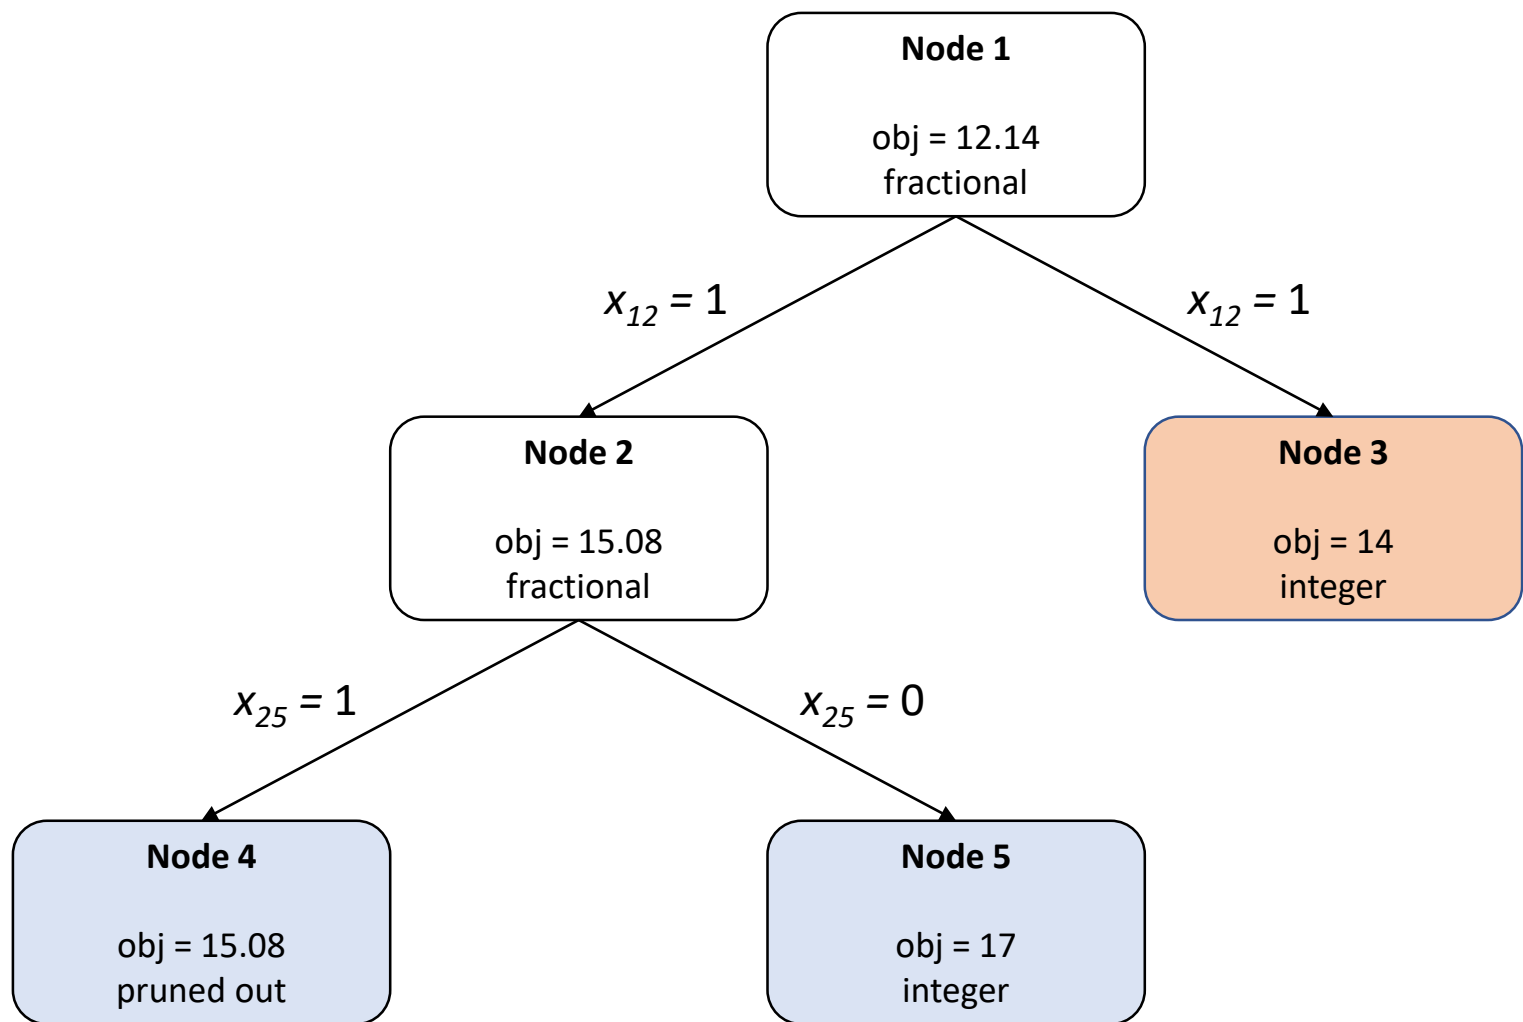 Node 1
obj = 12.14
fractional
x12 = 1
x12 = 1
Node 2
obj = 15.08
fractional
Node 3
obj = 14
integer
x25 = 1
x25 = 0
Node 4
obj = 15.08
pruned out
Node 5
obj = 17
integer